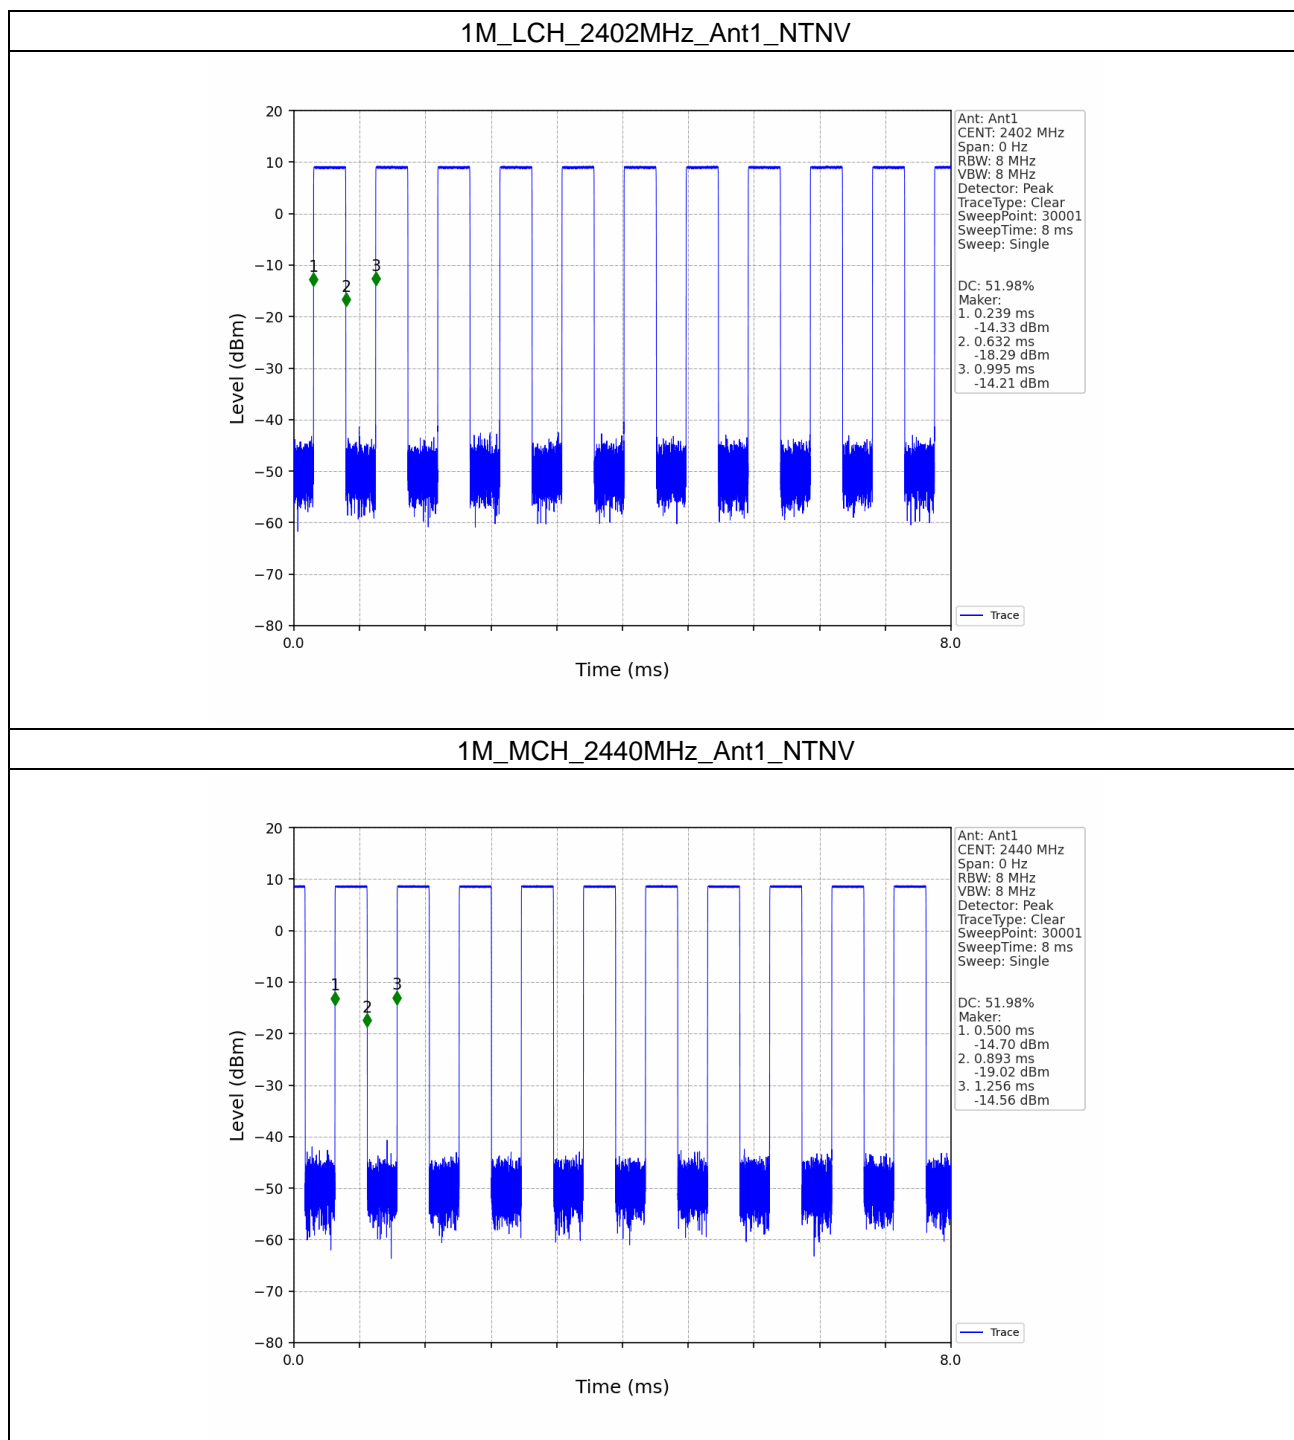 1M_LCH_2402MHz_Ant1_NTNV
20
10
0
−10
−20
−30
−40
−50
−60
−70
−80
Level (dBm)
1
2
3
0.0
8.0
Time (ms)
Ant: Ant1
CENT: 2402 MHz
Span: 0 Hz
RBW: 8 MHz
VBW: 8 MHz
Detector: Peak
TraceType: Clear
SweepPoint: 30001
SweepTime: 8 ms
Sweep: Single
DC: 51.98%
Maker:
1. 0.239 ms
-14.33 dBm
2. 0.632 ms
-18.29 dBm
3. 0.995 ms
-14.21 dBm
Trace
1M_MCH_2440MHz_Ant1_NTNV
20
10
0
−10
−20
−30
−40
−50
−60
−70
−80
Level (dBm)
1
2
3
0.0
8.0
Time (ms)
Ant: Ant1
CENT: 2440 MHz
Span: 0 Hz
RBW: 8 MHz
VBW: 8 MHz
Detector: Peak
TraceType: Clear
SweepPoint: 30001
SweepTime: 8 ms
Sweep: Single
DC: 51.98%
Maker:
1. 0.500 ms
-14.70 dBm
2. 0.893 ms
-19.02 dBm
3. 1.256 ms
-14.56 dBm
Trace